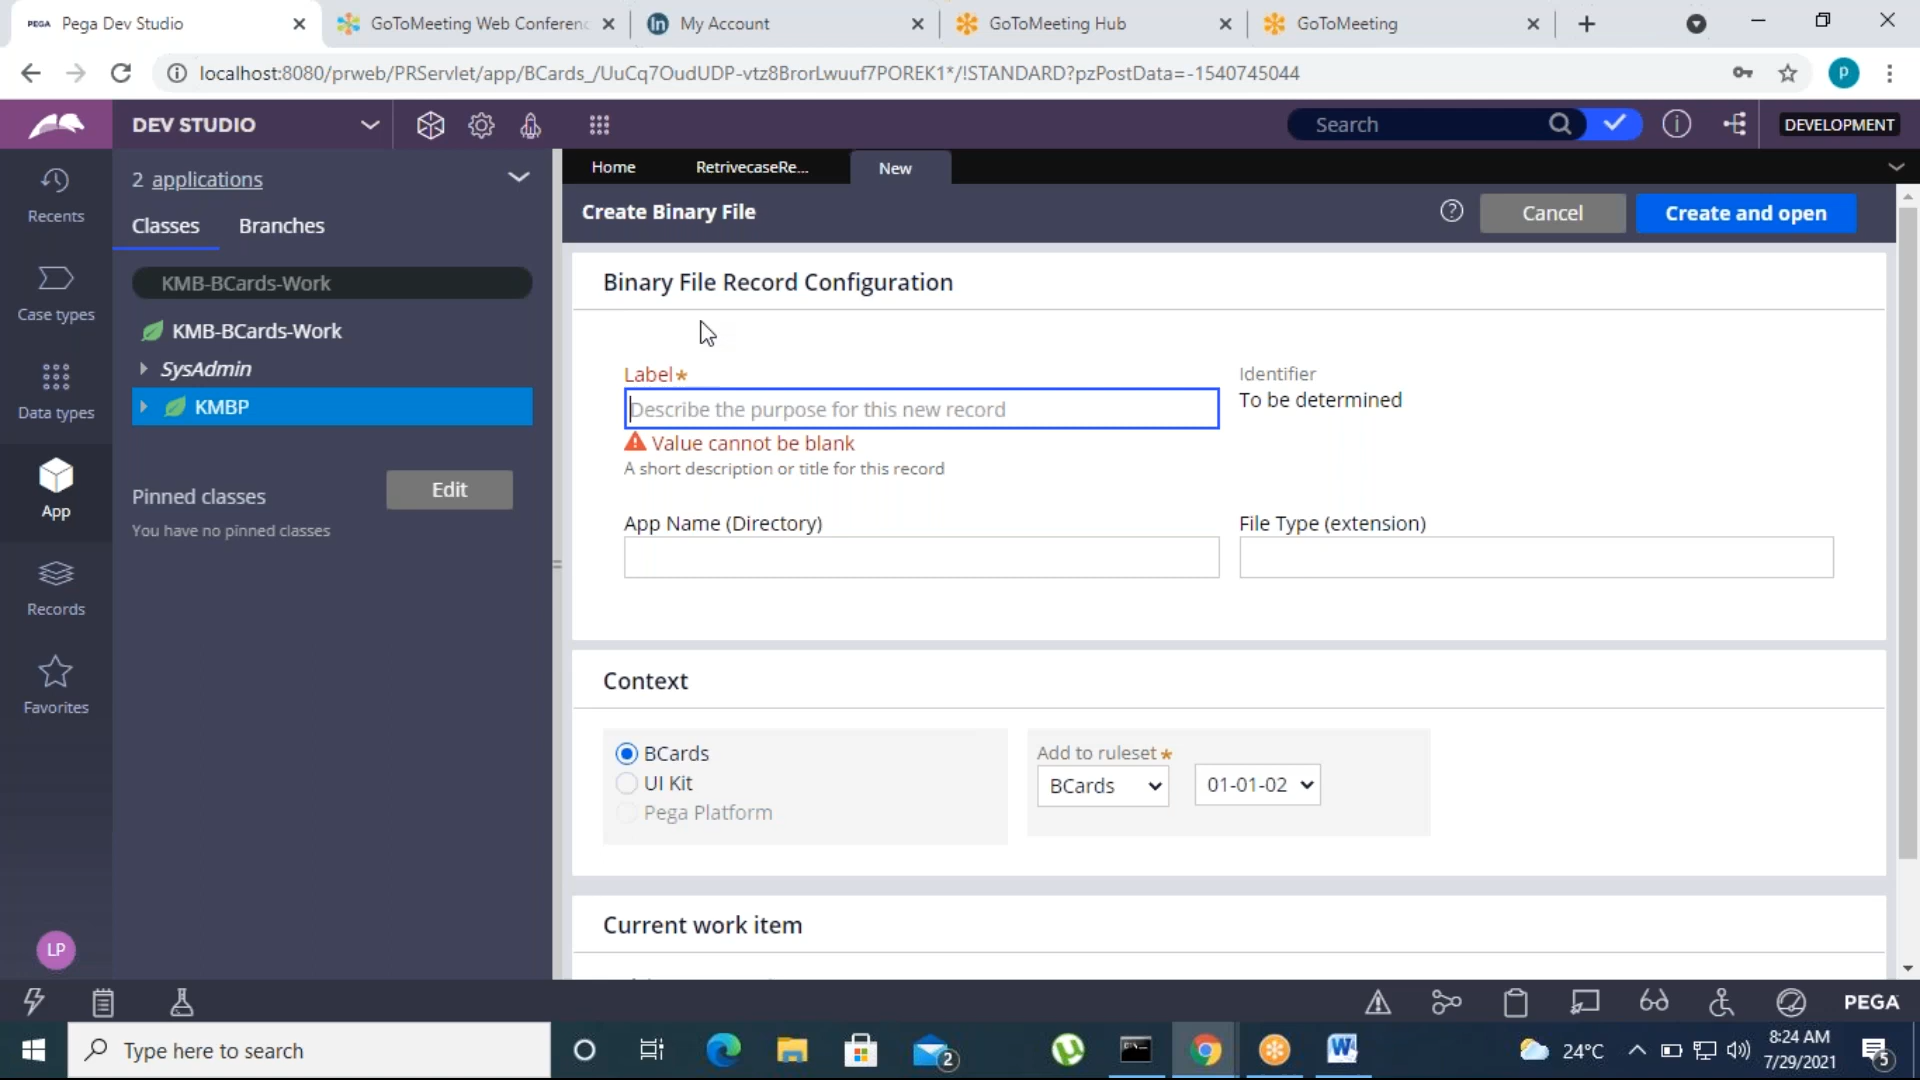 PEGA Pega Dev Studio
GoToMeeting Web Conferenc
My Account
GoToMeeting Hub
GoToMeeting
localhost:8080/prweb/PRServlet/app/BCards_/UuCq7OudUDP-vtz8BrorLwuuf7POREK1*/!STANDARD?pzPostData=-1540745044
P
DEV STUDIO
Search
DEVELOPMENT
Recents
Case types
Data types
App
Records
Favorites
LP
2 applications
Classes
Branches
KMB-BCards-Work
KMB-BCards-Work
SysAdmin
KMBP
Pinned classes
Edit
You have no pinned classes
Home
RetrivecaseRe...
New
Create Binary File
Cancel
Create and open
Binary File Record Configuration
Label*
Describe the purpose for this new record
Value cannot be blank
A short description or title for this record
Identifier
To be determined
App Name (Directory)
File Type (extension)
Context
BCards
UI Kit
Pega Platform
Add to ruleset*
BCards
01-01-02
Current work item
PEGA
Type here to search
2
24°C
8:24 AM
7/29/2021
5